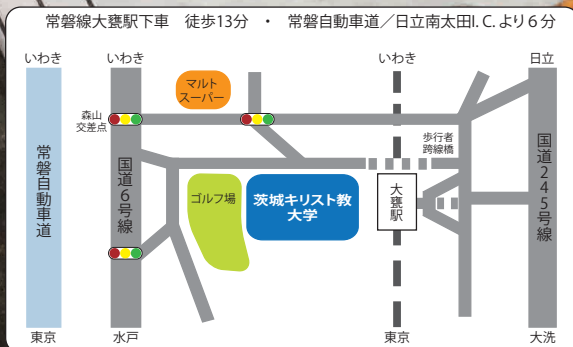 常磐線大甕駅下車 徒歩13分 ・ 常磐自動車道／日立南太田I.C.より6分
いわき
いわき
いわき
日立
マルト
スーパー
森山
交差点
歩行者
跨線橋
常磐自動車道
国道6号線
ゴルフ場
茨城キリスト教
大学
大甕駅
国道245号線
東京
水戸
東京
大洗